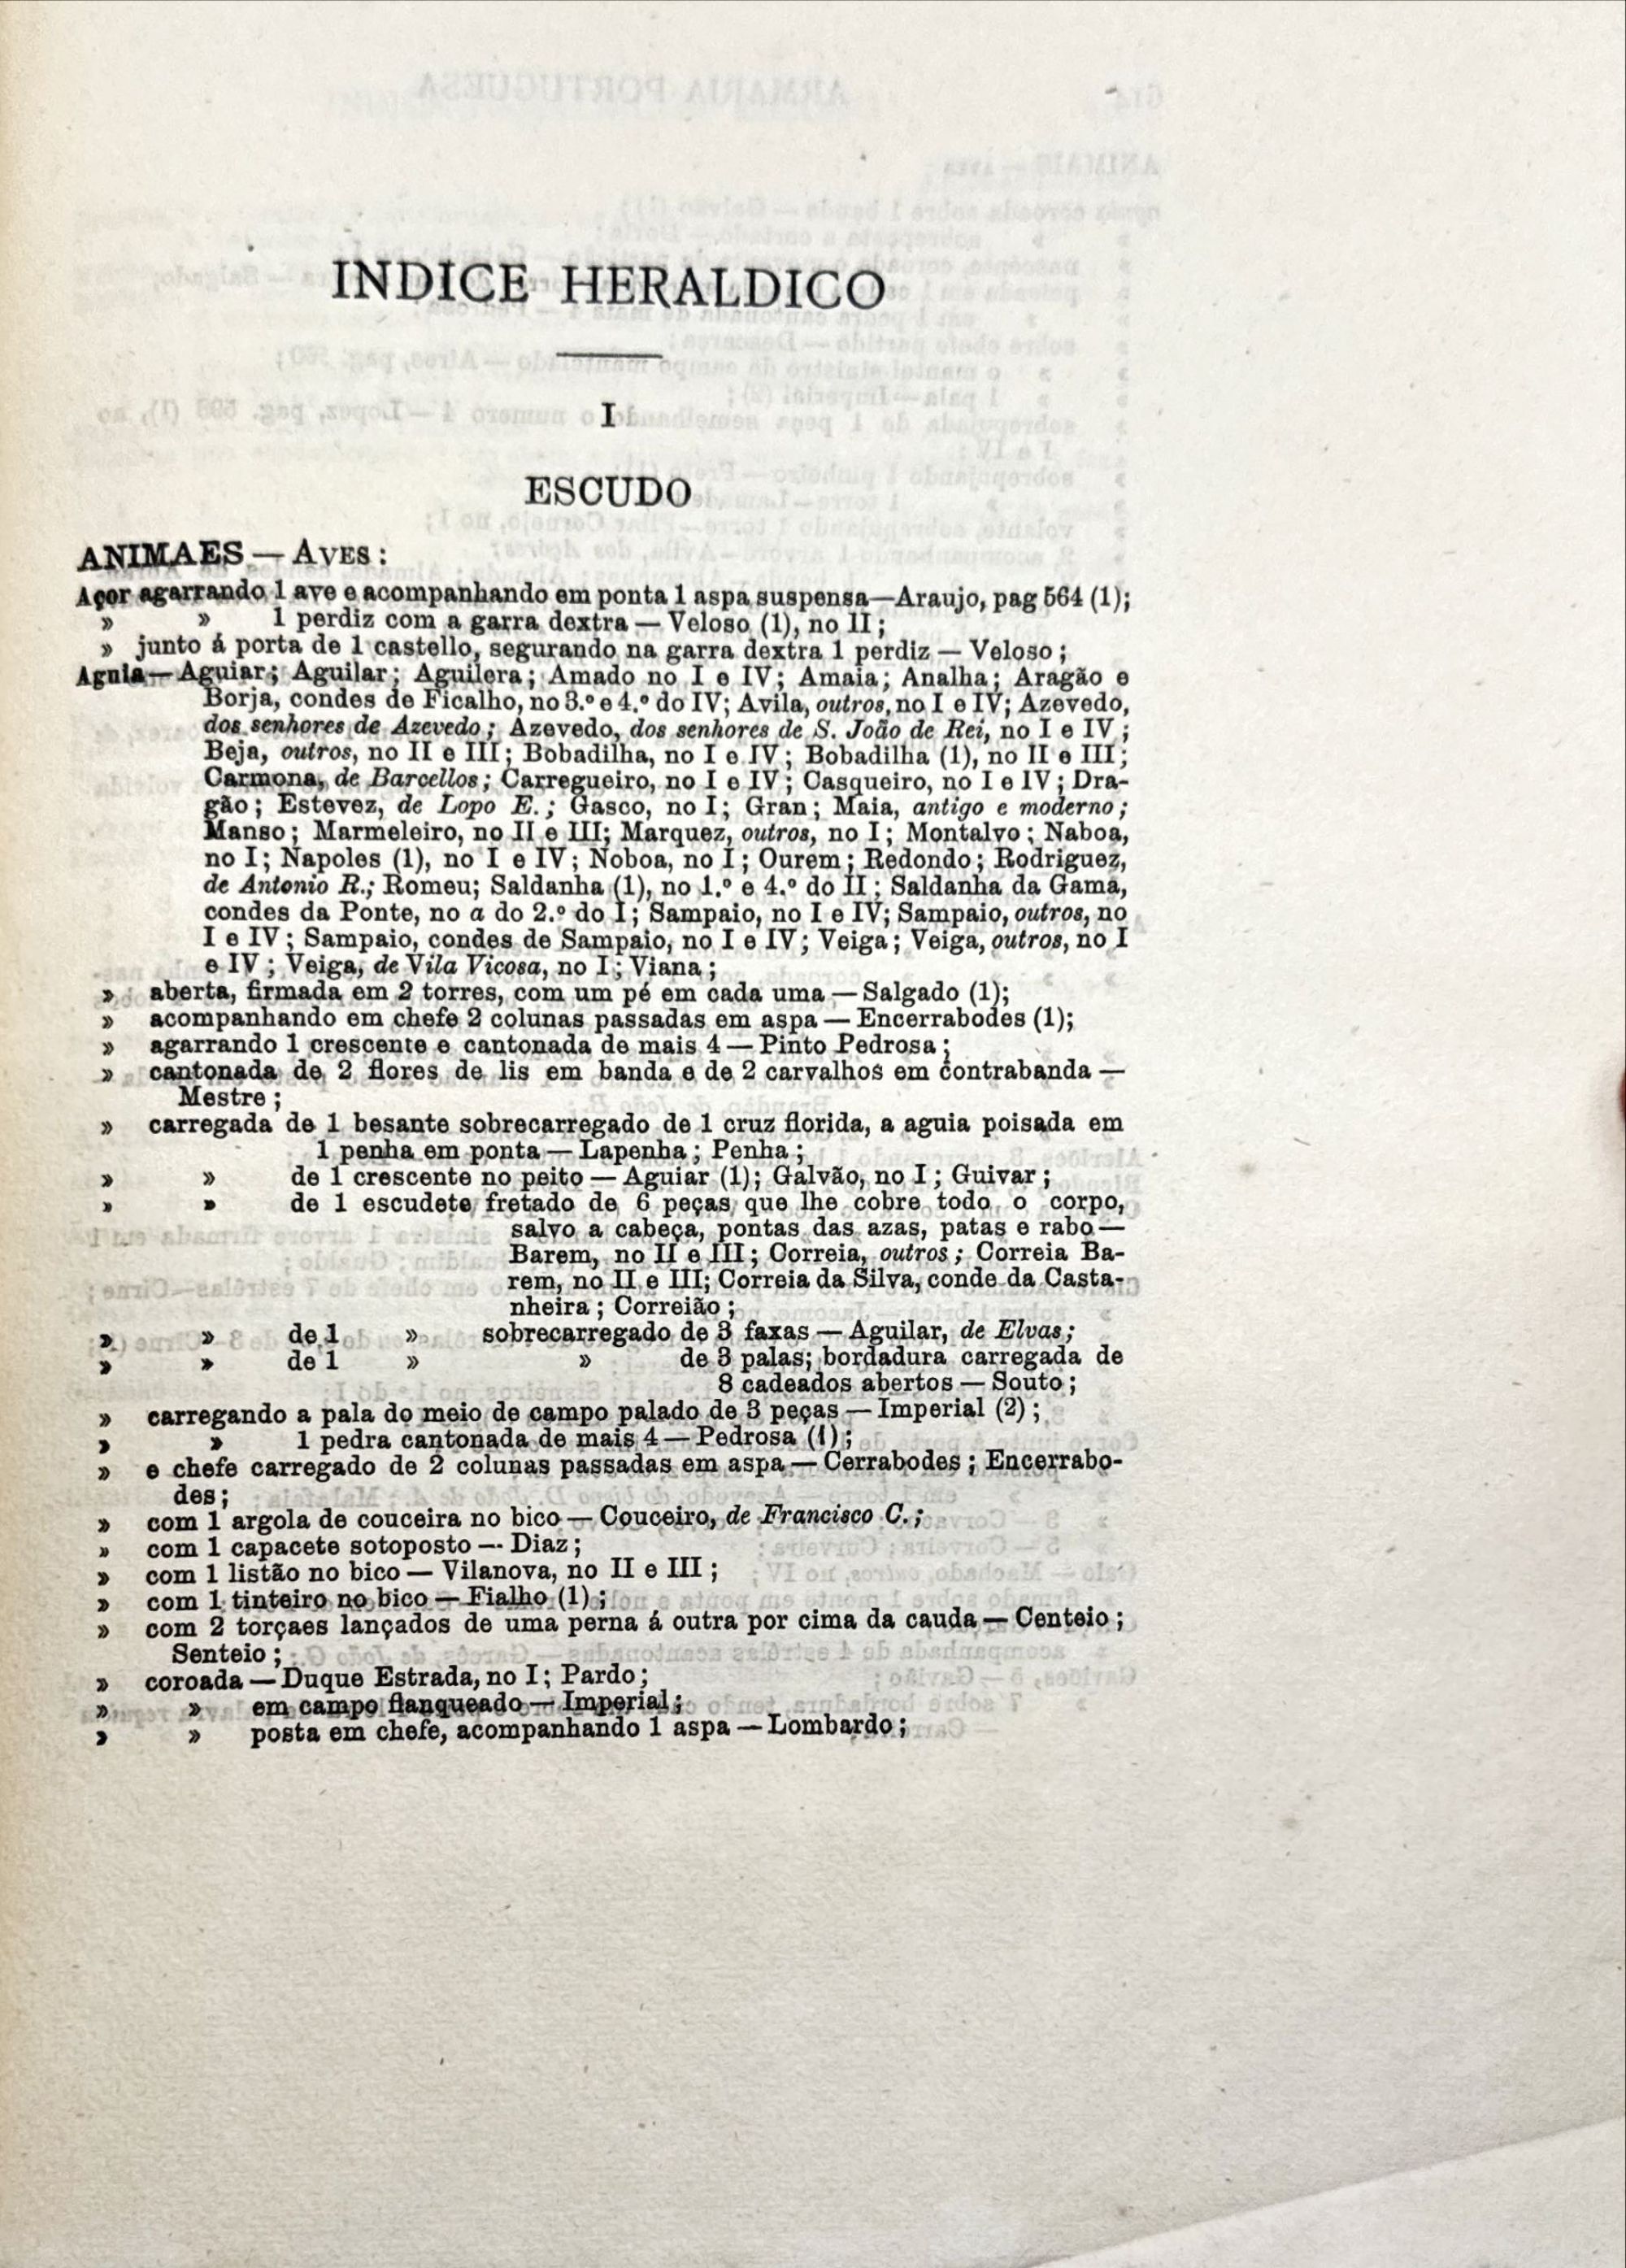 INDICE HERALDICO
I
ESCUDO
ANIMAES — AVES :
Açor agarrando 1 ave e acompanhando em ponta 1 aspa suspensa—Araujo, pag 564 (1);
» » 1 perdiz com a garra dextra — Veloso (1), no II ;
» junto á porta de 1 castello, segurando na garra dextra 1 perdiz — Veloso ;
Aguia—Aguiar; Aguilar; Aguilera; Amado no I e IV; Amaia; Analha; Aragão e
Borja, condes de Ficalho, no 3.º e 4.º do IV; Avila, outros, no I e IV; Azevedo,
dos senhores de Azevedo ; Azevedo, dos senhores de S. João de Rei, no I e IV ;
Beja, outros, no II e III; Bobadilha, no I e IV; Bobadilha (1), no II e III;
Carmona, de Barcellos ; Carregueiro, no I e IV ; Casqueiro, no I e IV ; Dra-
gão ; Estevez, de Lopo E. ; Gasco, no I; Gran; Maia, antigo e moderno ;
Manso; Marmeleiro, no II e III; Marquez, outros, no I; Montalvo; Naboa,
no I; Napoles (1), no I e IV; Noboa, no I; Ourem; Redondo; Rodriguez,
de Antonio R.; Romeu; Saldanha (1), no 1.º e 4.º do II; Saldanha da Gama,
condes da Ponte, no a do 2.º do I; Sampaio, no I e IV; Sampaio, outros, no
I e IV; Sampaio, condes de Sampaio, no I e IV; Veiga; Veiga, outros, no I
e IV ; Veiga, de Vila Vicosa, no I; Viana ;
» aberta, firmada em 2 torres, com um pé em cada uma — Salgado (1);
» acompanhando em chefe 2 colunas passadas em aspa — Encerrabodes (1);
» agarrando 1 crescente e cantonada de mais 4 — Pinto Pedrosa ;
» cantonada de 2 flores de lis em banda e de 2 carvalhos em contrabanda —
Mestre ;
» carregada de 1 besante sobrecarregado de 1 cruz florida, a aguia poisada em
1 penha em ponta — Lapenha ; Penha ;
» » de 1 crescente no peito — Aguiar (1); Galvão, no I ; Guivar ;
» » de 1 escudete fretado de 6 peças que lhe cobre todo o corpo,
salvo a cabeça, pontas das azas, patas e rabo —
Barem, no II e III; Correia, outros ; Correia Ba-
rem, no II e III; Correia da Silva, conde da Casta-
nheira ; Correião ;
» » de 1 » sobrecarregado de 3 faxas — Aguilar, de Elvas;
» » de 1 » » de 3 palas; bordadura carregada de
8 cadeados abertos — Souto ;
» carregando a pala do meio de campo palado de 3 peças — Imperial (2) ;
» » 1 pedra cantonada de mais 4 — Pedrosa (1) ;
» e chefe carregado de 2 colunas passadas em aspa — Cerrabodes ; Encerrabo-
des ;
» com 1 argola de couceira no bico — Couceiro, de Francisco C. ;
» com 1 capacete sotoposto — Diaz ;
» com 1 listão no bico — Vilanova, no II e III ;
» com 1 tinteiro no bico — Fialho (1) ;
» com 2 torçaes lançados de uma perna á outra por cima da cauda — Centeio ;
Senteio ;
» coroada — Duque Estrada, no I; Pardo ;
» » em campo flanqueado — Imperial ;
» » posta em chefe, acompanhando 1 aspa — Lombardo ;